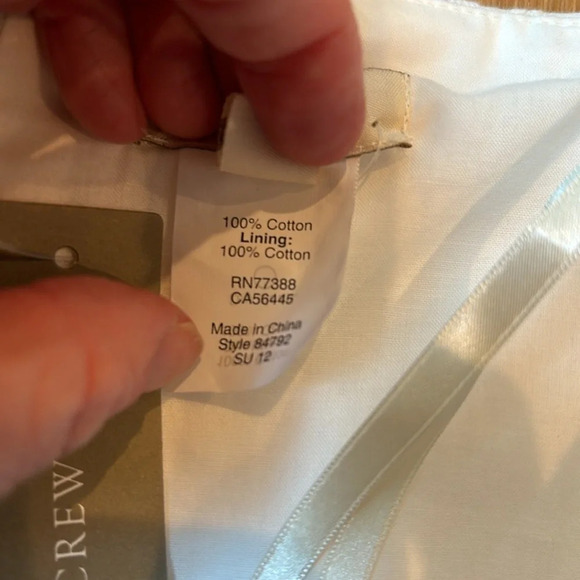 100% Cotton
Lining:
100% Cotton
RN77388
CA56445
Made in China
Style 84792
SU 12
CREW